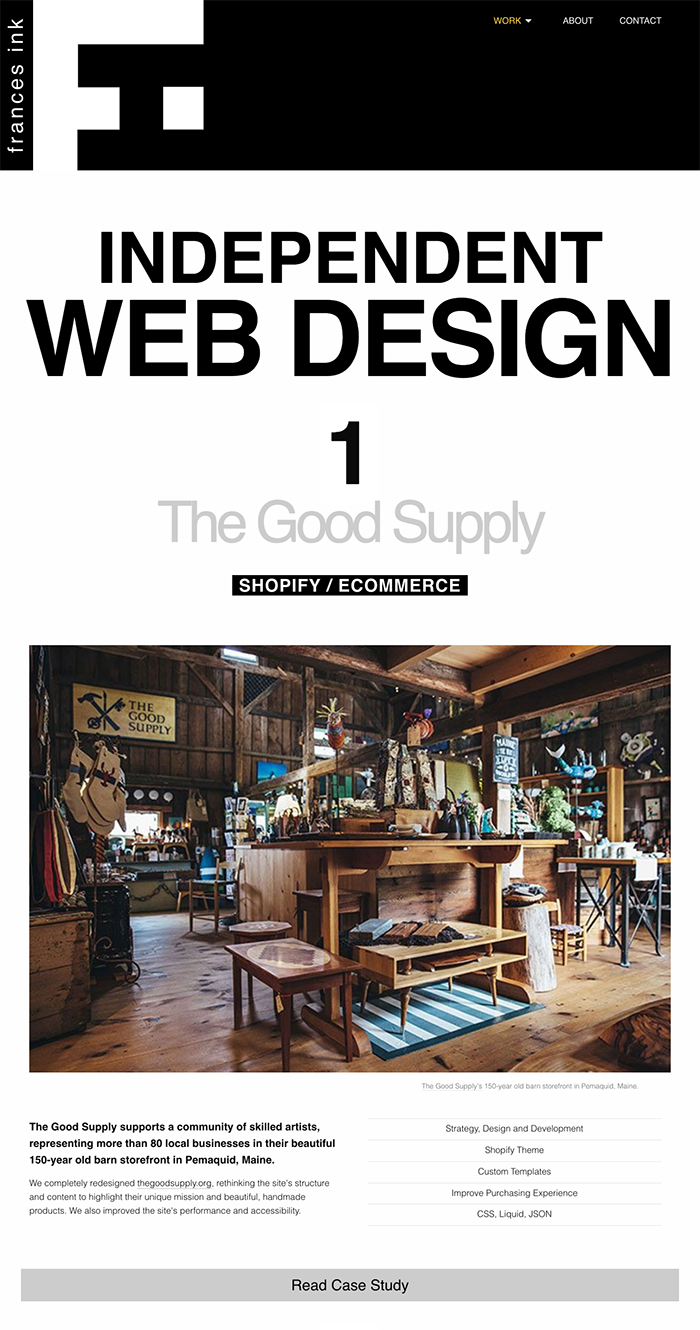 frances ink
WORK
ABOUT
CONTACT
INDEPENDENT
WEB DESIGN
1
The Good Supply
SHOPIFY / ECOMMERCE
THE
GOOD
SUPPLY
The Good Supply's 150-year old barn storefront in Pemaquid, Maine.
The Good Supply supports a community of skilled artists,
representing more than 80 local businesses in their beautiful
150-year old barn storefront in Pemaquid, Maine.
We completely redesigned thegoodsupply.org, rethinking the site's structure
and content to highlight their unique mission and beautiful, handmade
products. We also improved the site's performance and accessibility.
Strategy, Design and Development
Shopify Theme
Custom Templates
Improve Purchasing Experience
CSS, Liquid, JSON
Read Case Study